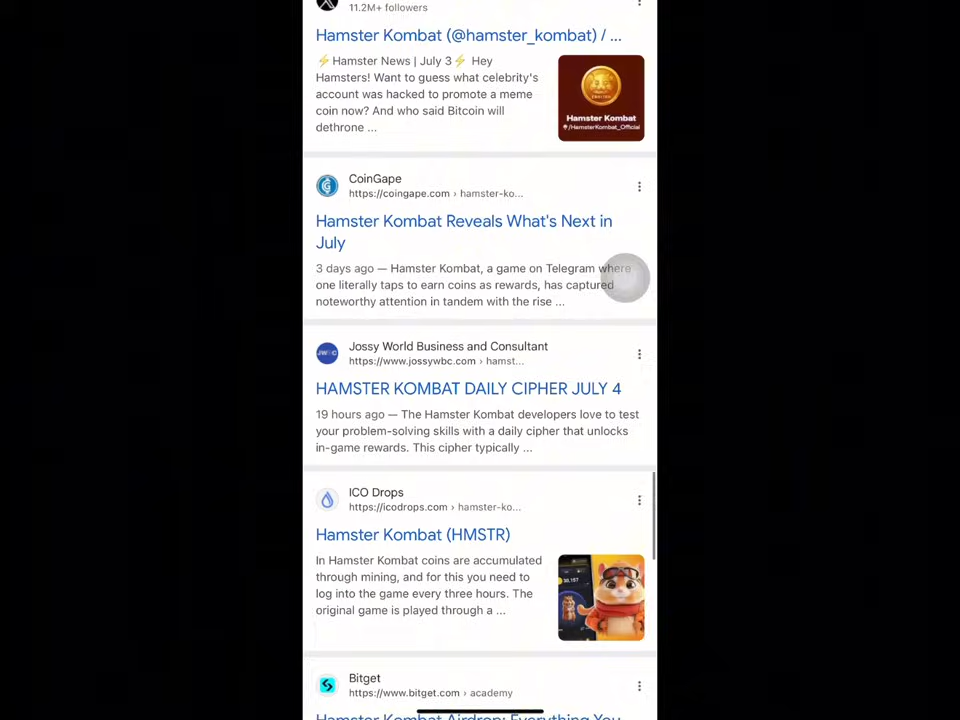 11.2M+ followers
Hamster Kombat (@hamster_kombat) / ...
⚡Hamster News | July 3⚡ Hey
Hamsters! Want to guess what celebrity's
account was hacked to promote a meme
coin now? And who said Bitcoin will
dethrone ...
Hamster Kombat
/HamsterKombat_Official
CoinGape
https://coingape.com › hamster-ko...
Hamster Kombat Reveals What's Next in
July
3 days ago — Hamster Kombat, a game on Telegram where
one literally taps to earn coins as rewards, has captured
noteworthy attention in tandem with the rise ...
Jossy World Business and Consultant
https://www.jossywbc.com › hamst...
HAMSTER KOMBAT DAILY CIPHER JULY 4
19 hours ago — The Hamster Kombat developers love to test
your problem-solving skills with a daily cipher that unlocks
in-game rewards. This cipher typically ...
ICO Drops
https://icodrops.com › hamster-ko...
Hamster Kombat (HMSTR)
In Hamster Kombat coins are accumulated
through mining, and for this you need to
log into the game every three hours. The
original game is played through a ...
Bitget
https://www.bitget.com › academy
Hamster Kombat Airdrop: Everything You